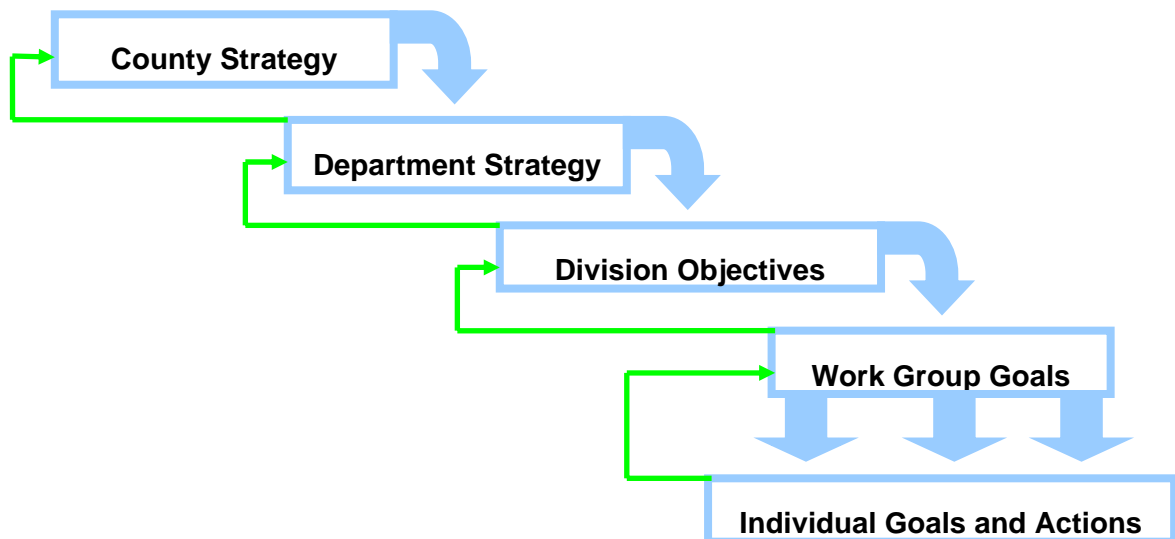 County Strategy
Department Strategy
Division Objectives
Work Group Goals
Individual Goals and Actions